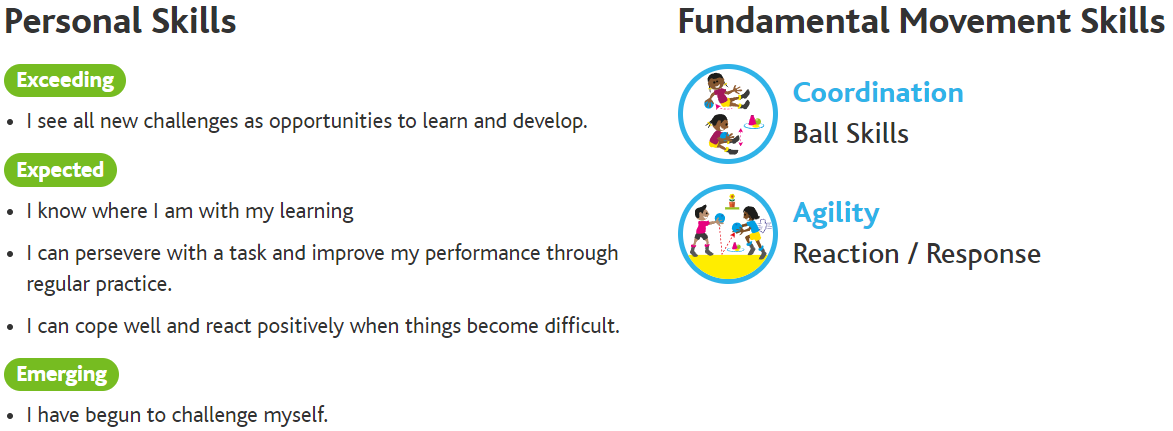 Personal Skills
Exceeding
• I see all new challenges as opportunities to learn and develop.
Expected
• I know where I am with my learning
• I can persevere with a task and improve my performance through
regular practice.
• I can cope well and react positively when things become difficult.
Emerging
• I have begun to challenge myself.
Fundamental Movement Skills
Coordination
Ball Skills
Agility
Reaction / Response